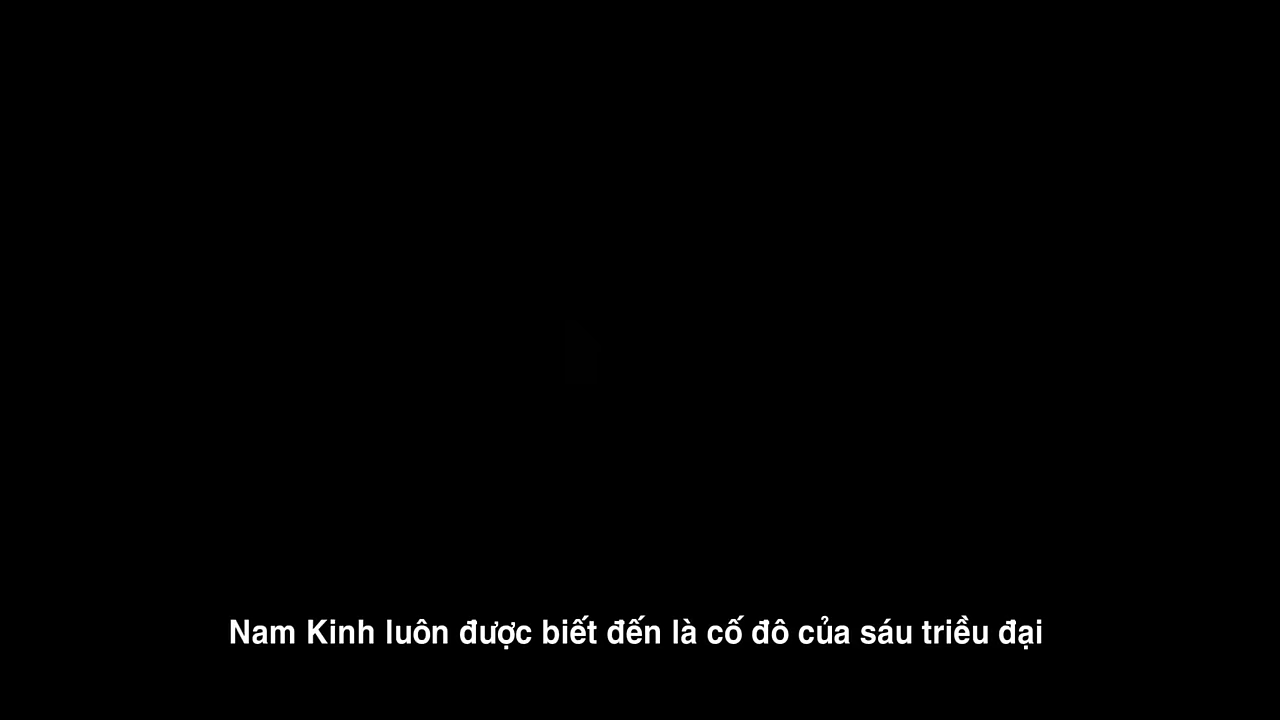 Nam Kinh luôn được biết đến là cố đô của sáu triều đại